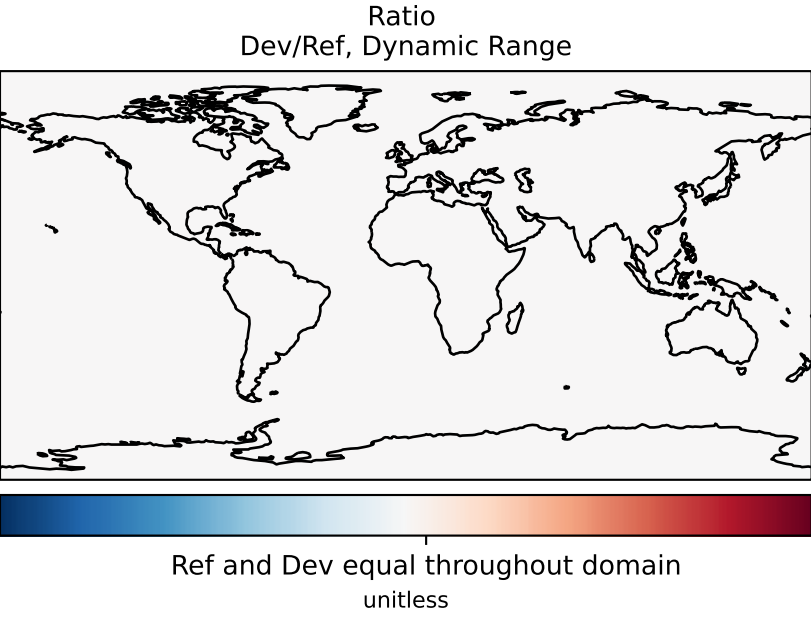 Ratio
Dev/Ref, Dynamic Range
Ref and Dev equal throughout domain
unitless